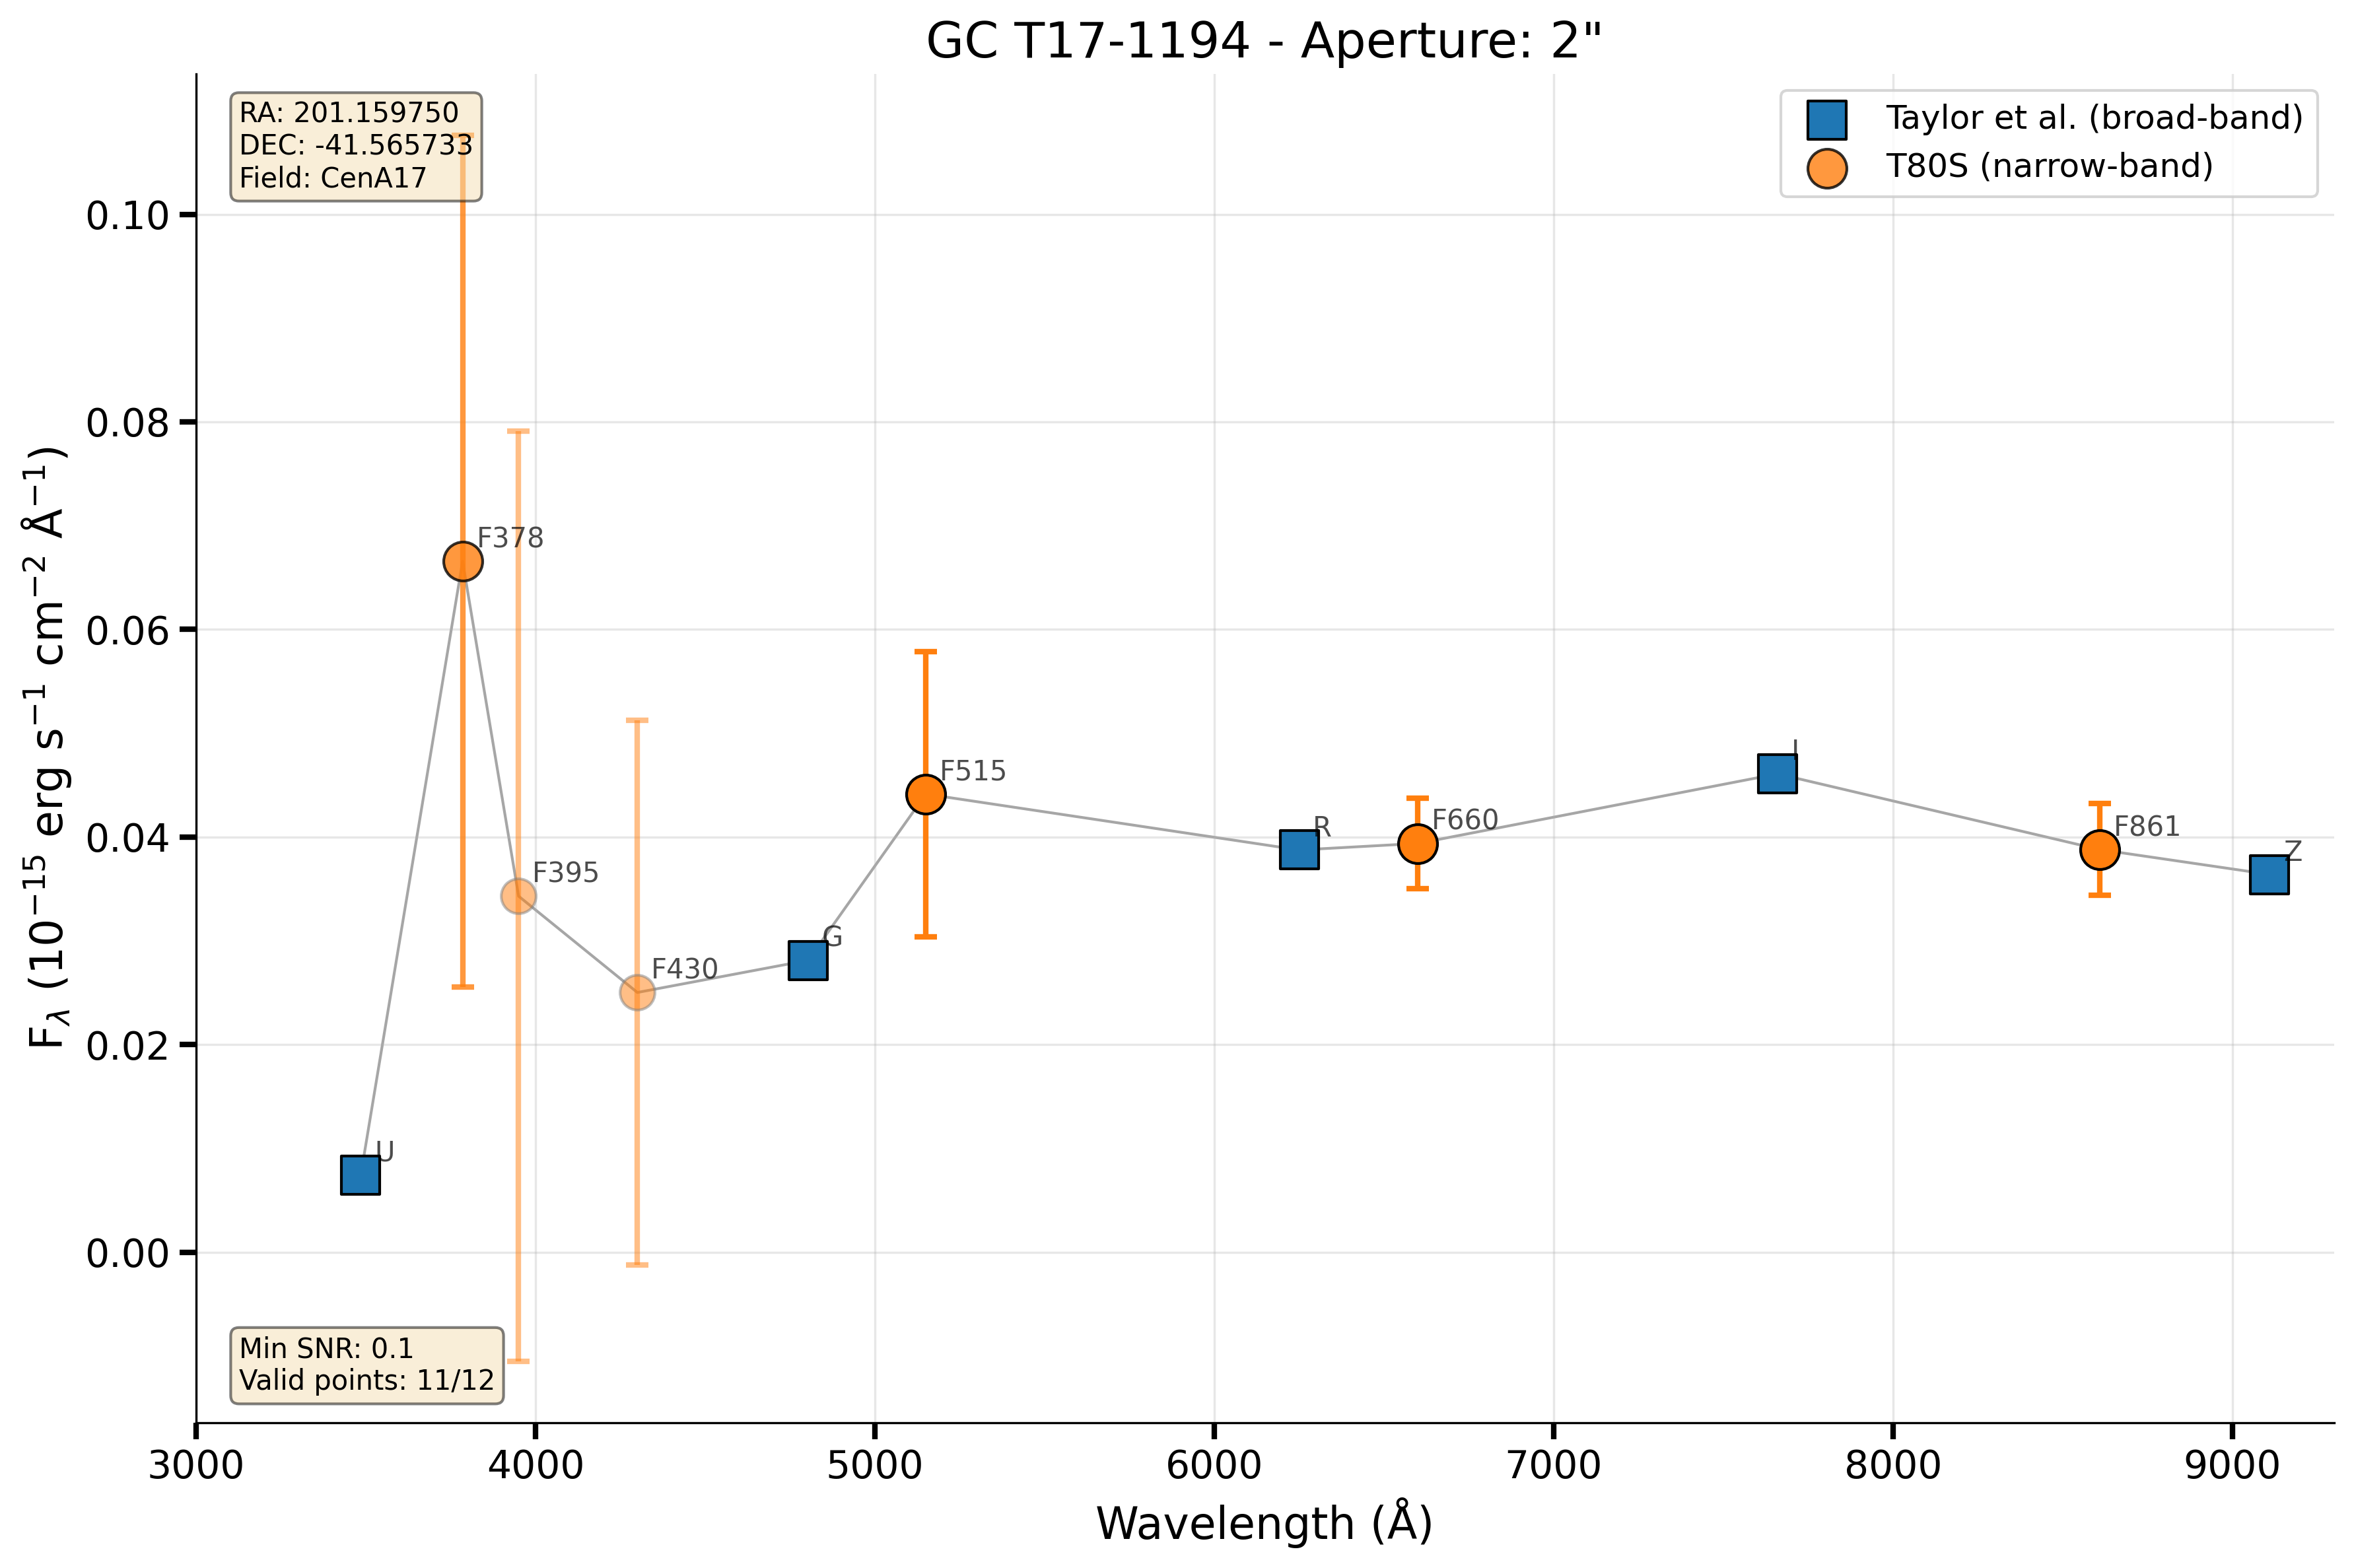 GC T17-1194 - Aperture: 2"
RA: 201.159750
DEC: -41.565733
Field: CenA17
Taylor et al. (broad-band)
T80S (narrow-band)
F_λ (10⁻¹⁵ erg s⁻¹ cm⁻² Å⁻¹)
0.10
0.08
0.06
0.04
0.02
0.00
U
F378
F395
F430
G
F515
R
F660
I
F861
Z
Min SNR: 0.1
Valid points: 11/12
3000 4000 5000 6000 7000 8000 9000
Wavelength (Å)